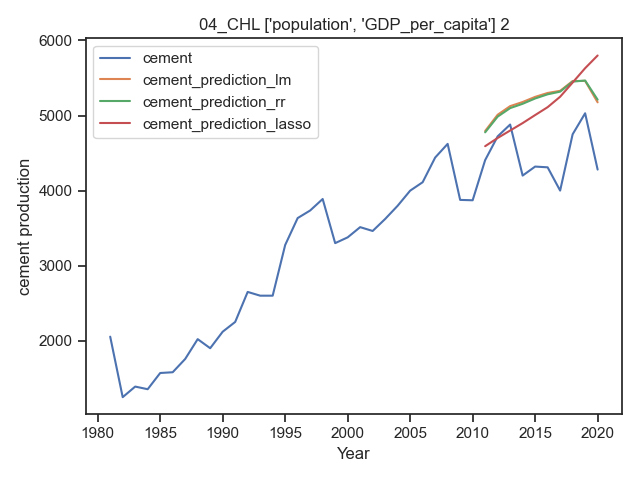 04_CHL ['population', 'GDP_per_capita'] 2
6000
5000
4000
3000
2000
cement production
cement
cement_prediction_lm
cement_prediction_rr
cement_prediction_lasso
1980 1985 1990 1995 2000 2005 2010 2015 2020
Year